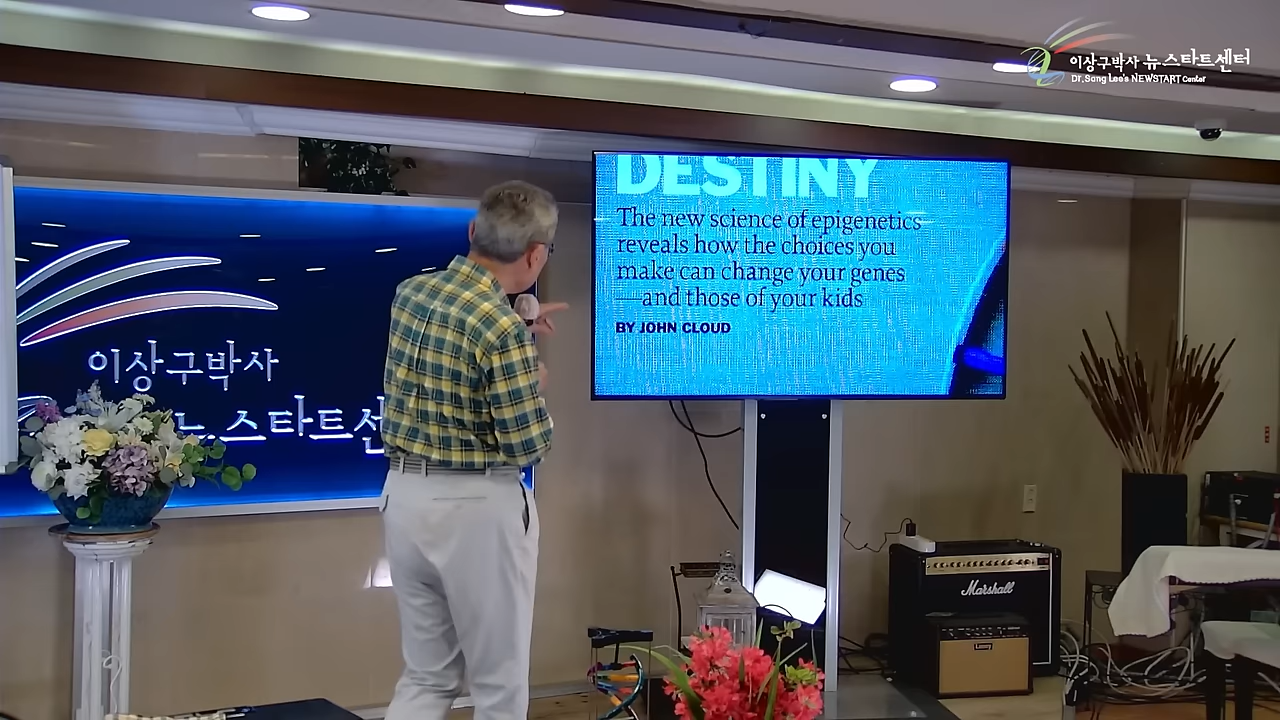 이상구박사 뉴스타트센터
Dr.Sang Lee's NEWSTART Center
DESTINY
The new science of epigenetics
reveals how the choices you
make can change your genes
—and those of your kids
BY JOHN CLOUD
이상구박사
뉴스타트센
Marshall
Laney